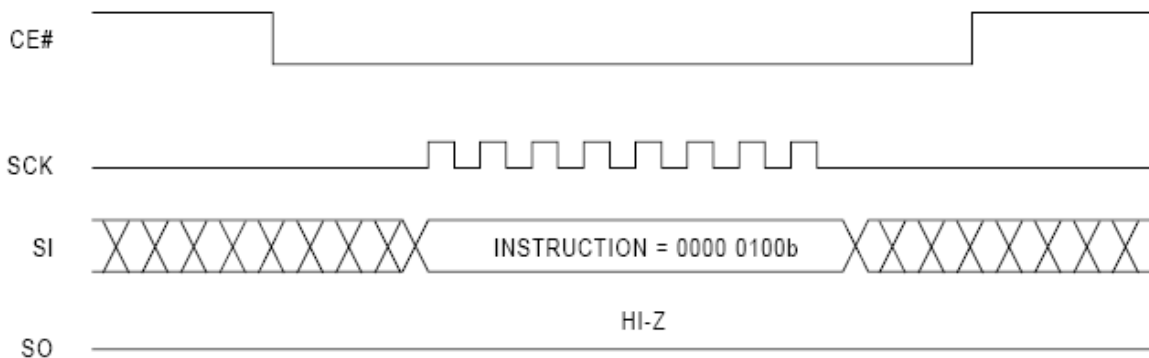 CE#
SCK
SI INSTRUCTION = 0000 0100b
HI-Z
SO